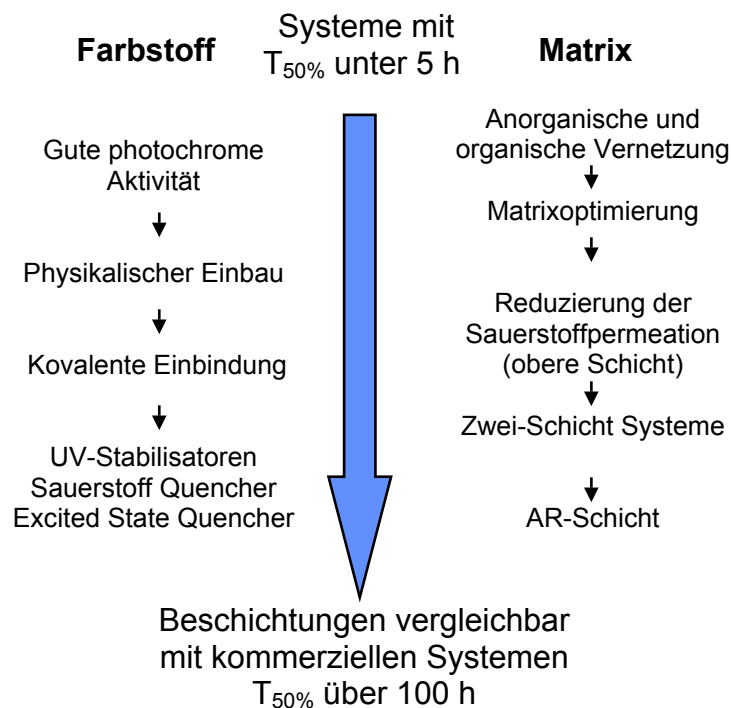 Systeme mit
T50% unter 5 h
Farbstoff
Gute photochrome
Aktivität
Physikalischer Einbau
Kovalente Einbindung
UV-Stabilisatoren
Sauerstoff Quencher
Excited State Quencher
Matrix
Anorganische und
organische Vernetzung
Matrixoptimierung
Reduzierung der
Sauerstoffpermeation
(obere Schicht)
Zwei-Schicht Systeme
AR-Schicht
Beschichtungen vergleichbar
mit kommerziellen Systemen
T50% über 100 h